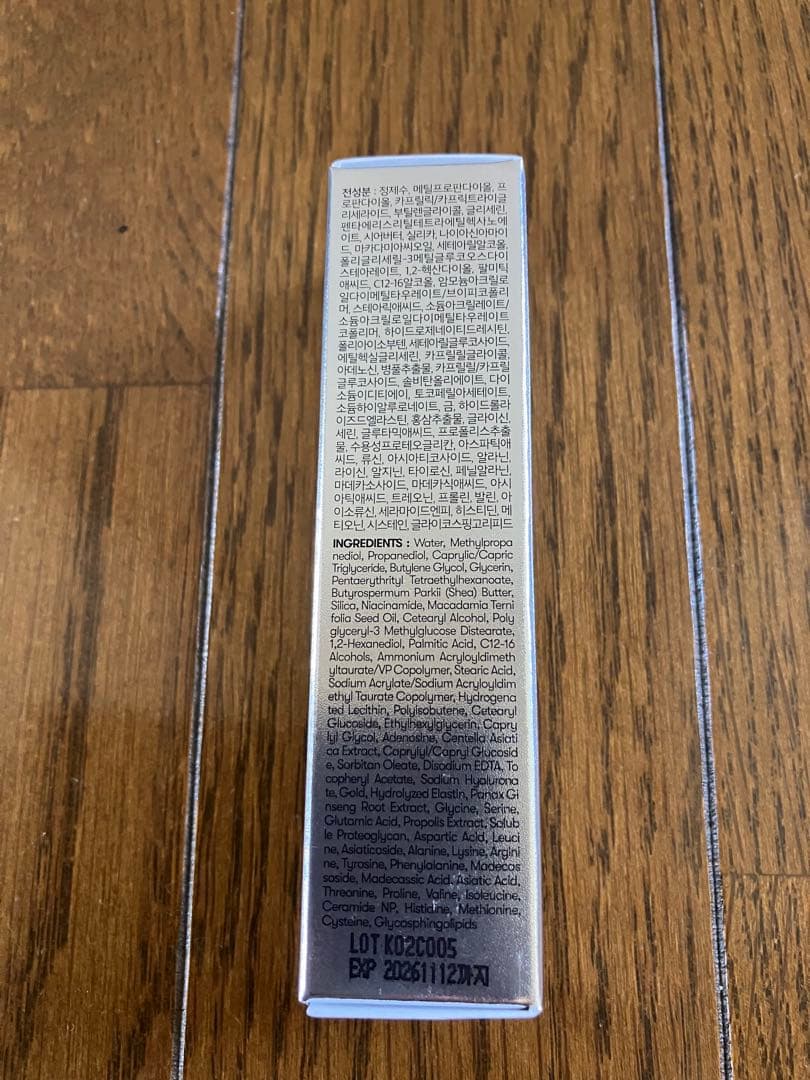 전성분 : 정제수, 메틸프로판다이올, 프
로판다이올, 카프릴릭/카프릭트라이글
리세라이드, 부틸렌글라이콜, 글리세린,
펜타에리스리틸테트라에틸헥사노에
이트, 시어버터, 실리카, 나이아신아마이
드, 마카다미아씨오일, 세테아릴알코올,
폴리글리세릴-3메틸글루코오스다이
스테아레이트, 1,2-헥산다이올, 팔미틱
애씨드, C12-16알코올, 암모늄아크릴로
일다이메틸타우레이트/브이피코폴리
머, 스테아릭애씨드, 소듐아크릴레이트/
소듐아크릴로일다이메틸타우레이트
코폴리머, 하이드로제네이티드레시틴,
폴리아이소부텐, 세테아릴글루코사이드,
에틸헥실글리세린, 카프릴릴글라이콜,
아데노신, 병풀추출물, 카프릴릴/카프릴
글루코사이드, 솔비탄올리에이트, 다이
소듐이디티에이, 토코페릴아세테이트,
소듐하이알루로네이트, 금, 하이드롤라
이즈드엘라스틴, 홍삼추출물, 글라이신,
세린, 글루타믹애씨드, 프로폴리스추출
물, 수용성프로테오글리칸, 아스파틱애
씨드, 류신, 아시아티코사이드, 알라닌,
라이신, 알지닌, 타이로신, 페닐알라닌,
마데카소사이드, 마데카식애씨드, 아시
아틱애씨드, 트레오닌, 프롤린, 발린, 아
이소류신, 세라마이드엔피, 히스티딘, 메
티오닌, 시스테인, 글라이코스핑고리피드
INGREDIENTS : Water, Methylpropa
nediol, Propanediol, Caprylic/Capric
Triglyceride, Butylene Glycol, Glycerin,
Pentaerythrityl Tetraethylhexanoate,
Butyrospermum Parkii (Shea) Butter,
Silica, Niacinamide, Macadamia Terni
folia Seed Oil, Cetearyl Alcohol, Poly
glyceryl-3 Methylglucose Distearate,
1,2-Hexanediol, Palmitic Acid, C12-16
Alcohols, Ammonium Acryloyldimeth
yltaurate/VP Copolymer, Stearic Acid,
Sodium Acrylate/Sodium Acryloyldim
ethyl Taurate Copolymer, Hydrogena
ted Lecithin, Polyisobutene, Cetearyl
Glucoside, Ethylhexylglycerin, Capry
lyl Glycol, Adenosine, Centella Asiati
ca Extract, Caprylyl/Capryl Glucosid
e, Sorbitan Oleate, Disodium EDTA, To
copheryl Acetate, Sodium Hyalurona
te, Gold, Hydrolyzed Elastin, Panax Gi
nseng Root Extract, Glycine, Serine,
Glutamic Acid, Propolis Extract, Solub
le Proteoglycan, Aspartic Acid, Leuci
ne, Asiaticoside, Alanine, Lysine, Argini
ne, Tyrosine, Phenylalanine, Madecos
soside, Madecassic Acid, Asiatic Acid,
Threonine, Proline, Valine, Isoleucine,
Ceramide NP, Histidine, Methionine,
Cysteine, Glycosphingolipids
LOT K02C005
EXP 20261112까지